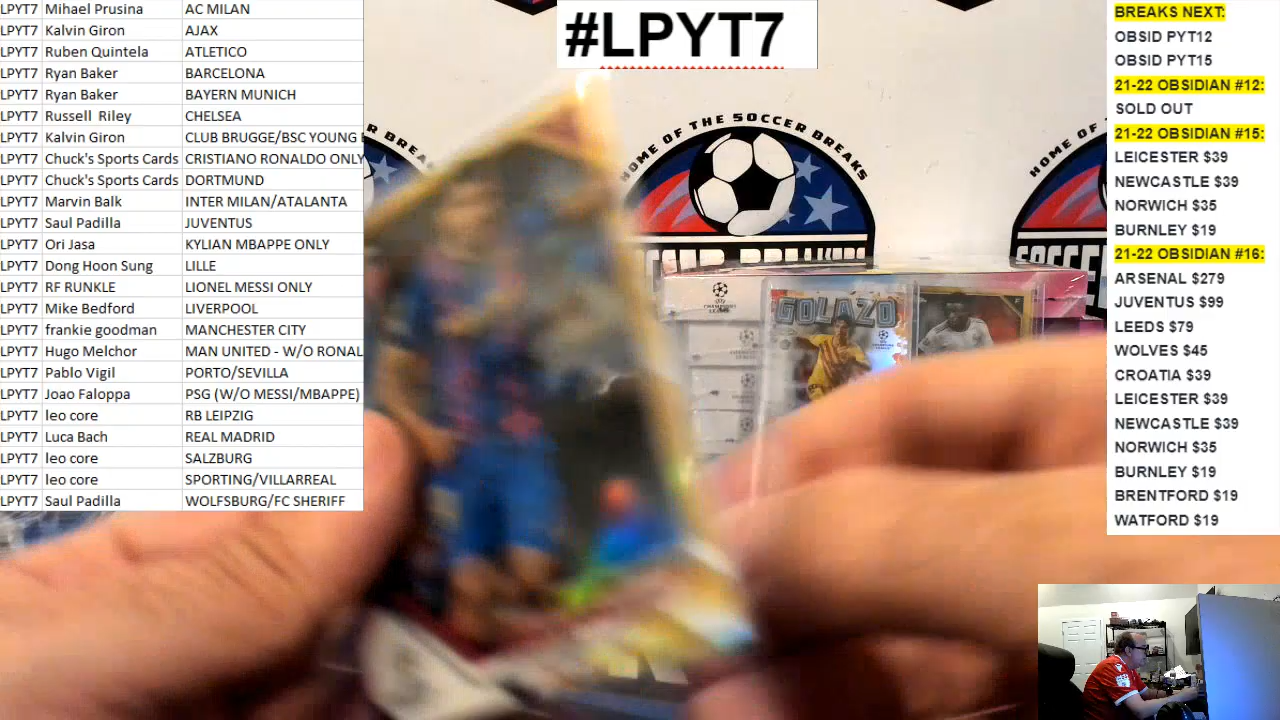 LPYT7 Mihael Prusina AC MILAN
LPYT7 Kalvin Giron AJAX
LPYT7 Ruben Quintela ATLETICO
LPYT7 Ryan Baker BARCELONA
LPYT7 Ryan Baker BAYERN MUNICH
LPYT7 Russell Riley CHELSEA
LPYT7 Kalvin Giron CLUB BRUGGE/BSC YOUNG
LPYT7 Chuck's Sports Cards CRISTIANO RONALDO ONLY
LPYT7 Chuck's Sports Cards DORTMUND
LPYT7 Marvin Balk INTER MILAN/ATALANTA
LPYT7 Saul Padilla JUVENTUS
LPYT7 Ori Jasa KYLIAN MBAPPE ONLY
LPYT7 Dong Hoon Sung LILLE
LPYT7 RF RUNKLE LIONEL MESSI ONLY
LPYT7 Mike Bedford LIVERPOOL
LPYT7 frankie goodman MANCHESTER CITY
LPYT7 Hugo Melchor MAN UNITED - W/O RONAL
LPYT7 Pablo Vigil PORTO/SEVILLA
LPYT7 Joao Faloppa PSG (W/O MESSI/MBAPPE)
LPYT7 leo core RB LEIPZIG
LPYT7 Luca Bach REAL MADRID
LPYT7 leo core SALZBURG
LPYT7 leo core SPORTING/VILLARREAL
LPYT7 Saul Padilla WOLFSBURG/FC SHERIFF
#LPYT7
HOME OF THE SOCCER BREAKS
SOCCER BREAKERS
HOME OF TH
GOLAZO
BREAKS NEXT:
OBSID PYT12
OBSID PYT15
21-22 OBSIDIAN #12:
SOLD OUT
21-22 OBSIDIAN #15:
LEICESTER $39
NEWCASTLE $39
NORWICH $35
BURNLEY $19
21-22 OBSIDIAN #16:
ARSENAL $279
JUVENTUS $99
LEEDS $79
WOLVES $45
CROATIA $39
LEICESTER $39
NEWCASTLE $39
NORWICH $35
BURNLEY $19
BRENTFORD $19
WATFORD $19